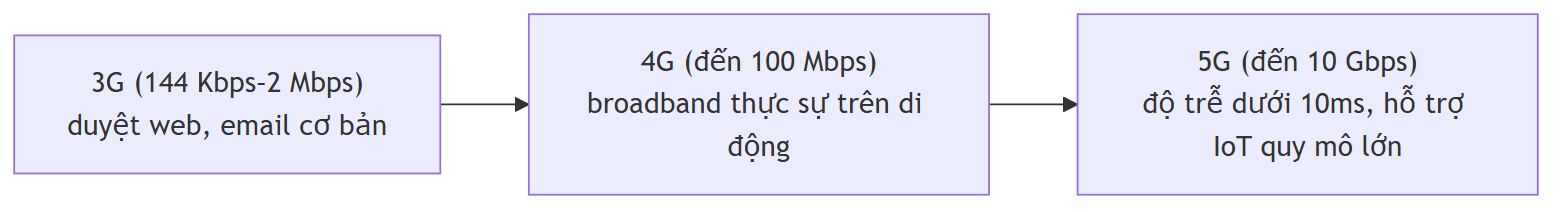 3G (144 Kbps–2 Mbps)
duyệt web, email cơ bản
4G (đến 100 Mbps)
broadband thực sự trên di
động
5G (đến 10 Gbps)
độ trễ dưới 10ms, hỗ trợ
IoT quy mô lớn